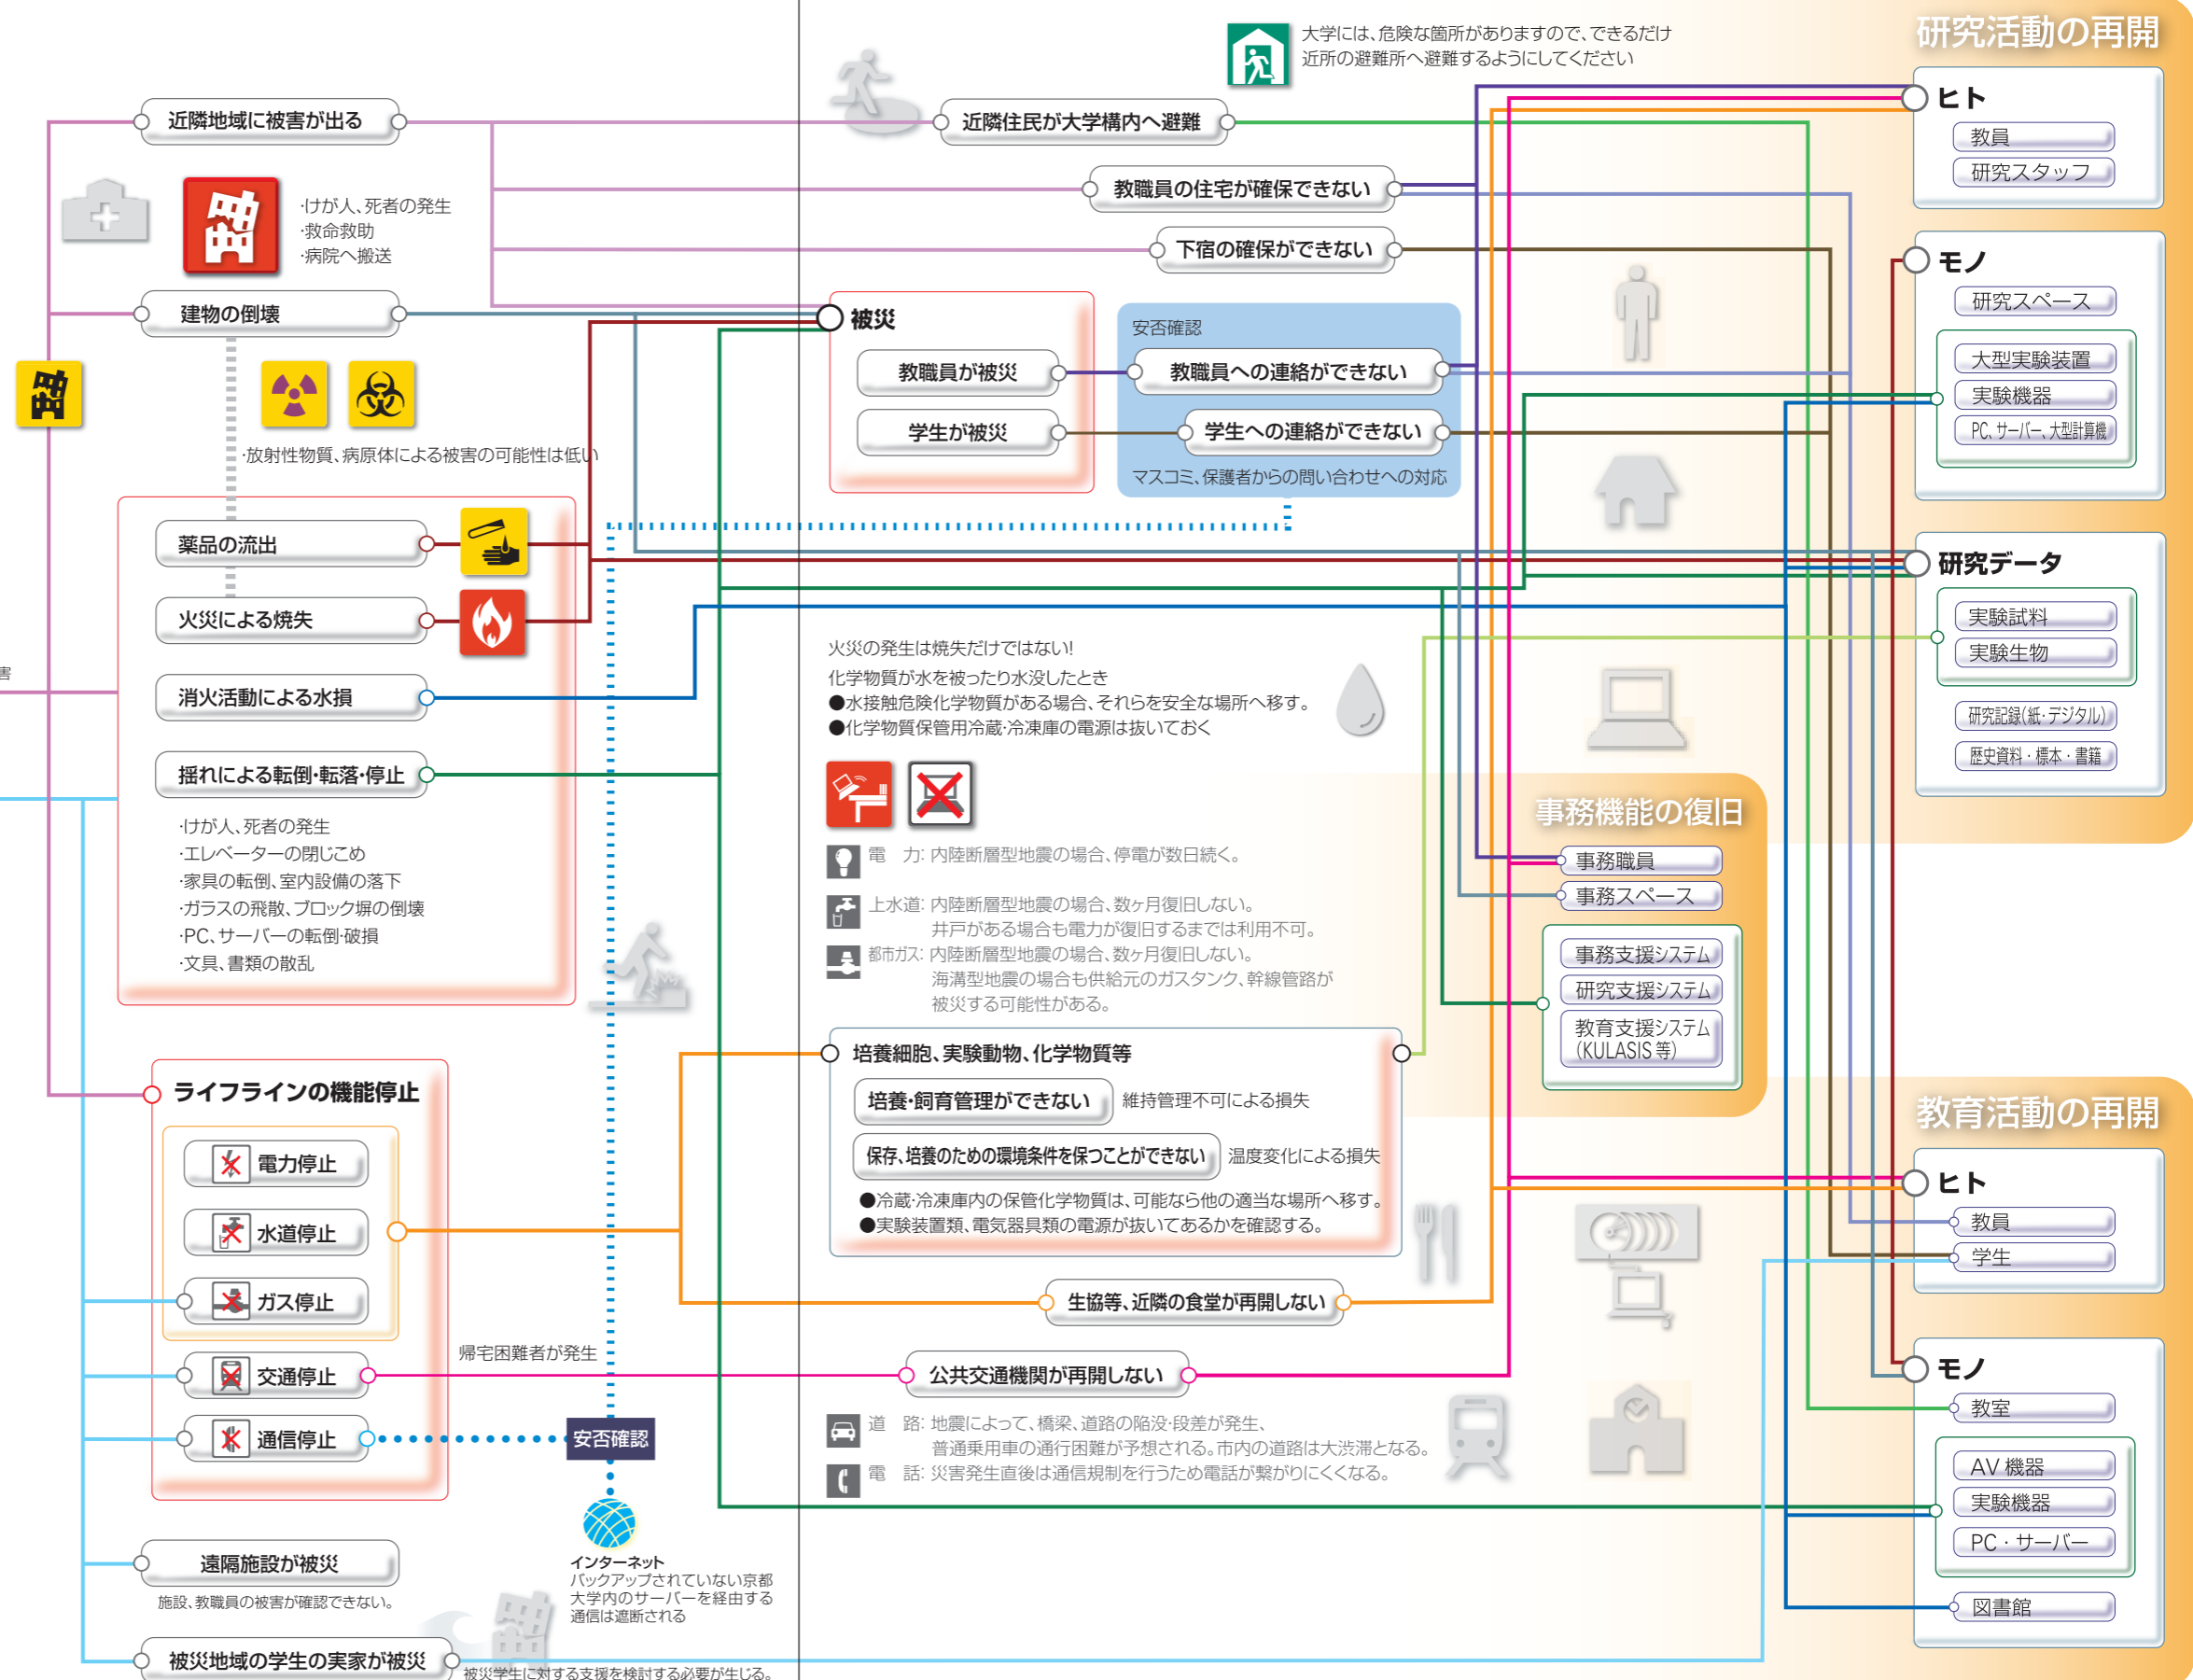 大学には、危険な箇所がありますので、できるだけ
近所の避難所へ避難するようにしてください
研究活動の再開
ヒト
教員
研究スタッフ
モノ
研究スペース
大型実験装置
実験機器
PC、サーバー、大型計算機
研究データ
実験試料
実験生物
研究記録(紙・デジタル)
歴史資料・標本・書籍
近隣地域に被害が出る
近隣住民が大学構内へ避難
教職員の住宅が確保できない
下宿の確保ができない
・けが人、死者の発生
・救命救助
・病院へ搬送
建物の倒壊
被災
教職員が被災
学生が被災
安否確認
教職員への連絡ができない
学生への連絡ができない
マスコミ、保護者からの問い合わせへの対応
・放射性物質、病原体による被害の可能性は低い
薬品の流出
火災による焼失
消火活動による水損
揺れによる転倒・転落・停止
・けが人、死者の発生
・エレベーターの閉じこめ
・家具の転倒、室内設備の落下
・ガラスの飛散、ブロック塀の倒壊
・PC、サーバーの転倒・破損
・文具、書類の散乱
害
火災の発生は焼失だけではない!
化学物質が水を被ったり水没したとき
●水接触危険化学物質がある場合、それらを安全な場所へ移す。
●化学物質保管用冷蔵・冷凍庫の電源は抜いておく
電 力: 内陸断層型地震の場合、停電が数日続く。
上水道: 内陸断層型地震の場合、数ヶ月復旧しない。
井戸がある場合も電力が復旧するまでは利用不可。
都市ガス: 内陸断層型地震の場合、数ヶ月復旧しない。
海溝型地震の場合も供給元のガスタンク、幹線管路が
被災する可能性がある。
事務機能の復旧
事務職員
事務スペース
事務支援システム
研究支援システム
教育支援システム
(KULASIS 等)
ライフラインの機能停止
電力停止
水道停止
ガス停止
交通停止
通信停止
培養細胞、実験動物、化学物質等
培養・飼育管理ができない
維持管理不可による損失
保存、培養のための環境条件を保つことができない
温度変化による損失
●冷蔵・冷凍庫内の保管化学物質は、可能なら他の適当な場所へ移す。
●実験装置類、電気器具類の電源が抜いてあるかを確認する。
生協等、近隣の食堂が再開しない
帰宅困難者が発生
公共交通機関が再開しない
道 路: 地震によって、橋梁、道路の陥没・段差が発生、
普通乗用車の通行困難が予想される。市内の道路は大渋滞となる。
電 話: 災害発生直後は通信規制を行うため電話が繋がりにくくなる。
安否確認
インターネット
バックアップされていない京都
大学内のサーバーを経由する
通信は遮断される
遠隔施設が被災
施設、教職員の被害が確認できない。
被災地域の学生の実家が被災
被災学生に対する支援を検討する必要が生じる。
教育活動の再開
ヒト
教員
学生
モノ
教室
AV 機器
実験機器
PC・サーバー
図書館